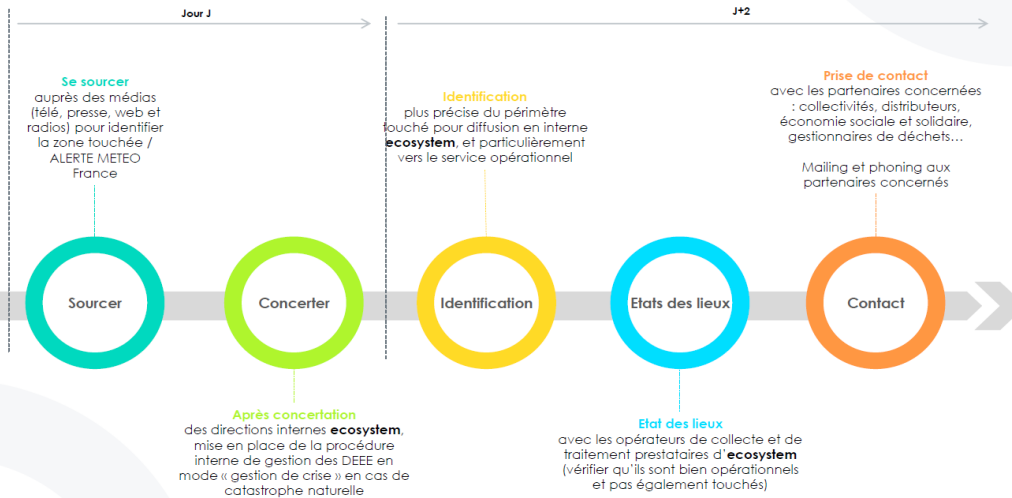 Jour J
J+2
Se sourcer
auprès des médias
(télé, presse, web et
radios) pour identifier
la zone touchée /
ALERTE METEO
France
Identification
plus précise du périmètre
touché pour diffusion en interne
ecosystem, et particulièrement
vers le service opérationnel
Prise de contact
avec les partenaires concernées
: collectivités, distributeurs,
économie sociale et solidaire,
gestionnaires de déchets…
Mailing et phoning aux
partenaires concernés
Sourcer
Concerter
Identification
Etats des lieux
Contact
Après concertation
des directions internes ecosystem,
mise en place de la procédure
interne de gestion des DEEE en
mode « gestion de crise » en cas de
catastrophe naturelle
Etat des lieux
avec les opérateurs de collecte et de
traitement prestataires d'ecosystem
(vérifier qu'ils sont bien opérationnels
et pas également touchés)